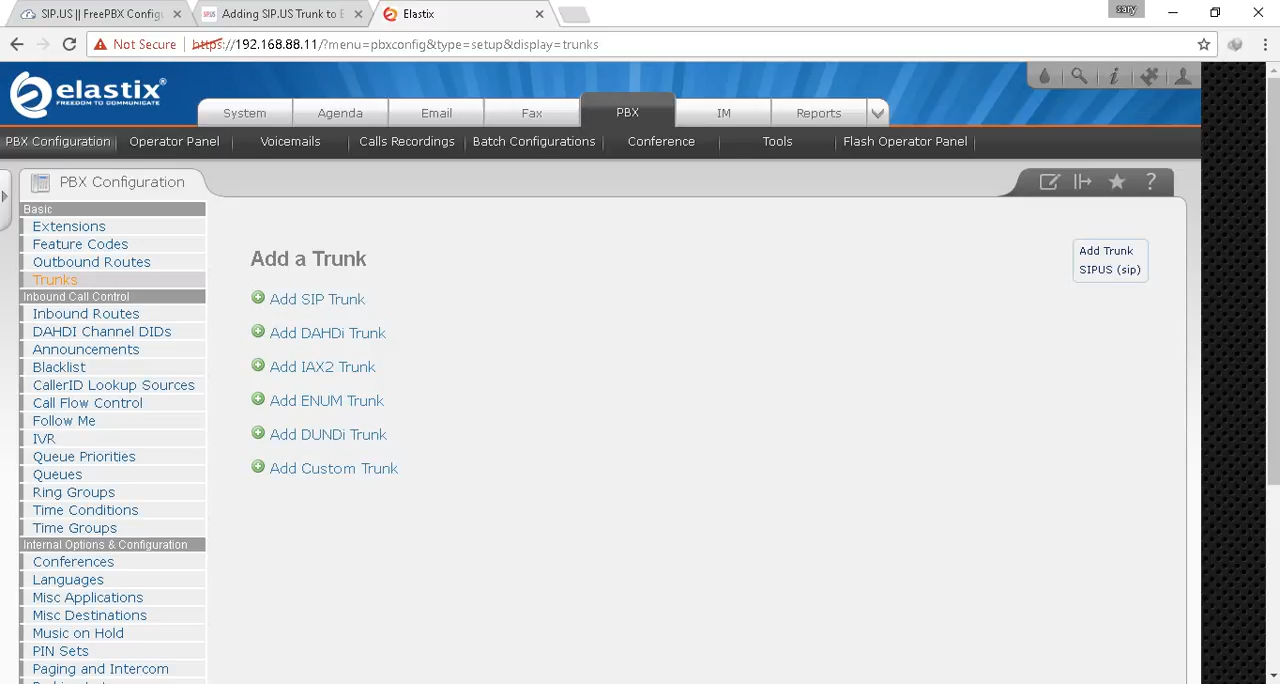 SIP.US || FreePBX Configu
Adding SIP.US Trunk to E
Elastix
sary
Not Secure
https://192.168.88.11/?menu=pbxconfig&type=setup&display=trunks
elastix®
FREEDOM TO COMMUNICATE
System
Agenda
Email
Fax
PBX
IM
Reports
PBX Configuration
Operator Panel
Voicemails
Calls Recordings
Batch Configurations
Conference
Tools
Flash Operator Panel
PBX Configuration
Basic
Extensions
Feature Codes
Outbound Routes
Trunks
Inbound Call Control
Inbound Routes
DAHDI Channel DIDs
Announcements
Blacklist
CallerID Lookup Sources
Call Flow Control
Follow Me
IVR
Queue Priorities
Queues
Ring Groups
Time Conditions
Time Groups
Internal Options & Configuration
Conferences
Languages
Misc Applications
Misc Destinations
Music on Hold
PIN Sets
Paging and Intercom
Add a Trunk
Add SIP Trunk
Add DAHDi Trunk
Add IAX2 Trunk
Add ENUM Trunk
Add DUNDi Trunk
Add Custom Trunk
Add Trunk
SIPUS (sip)